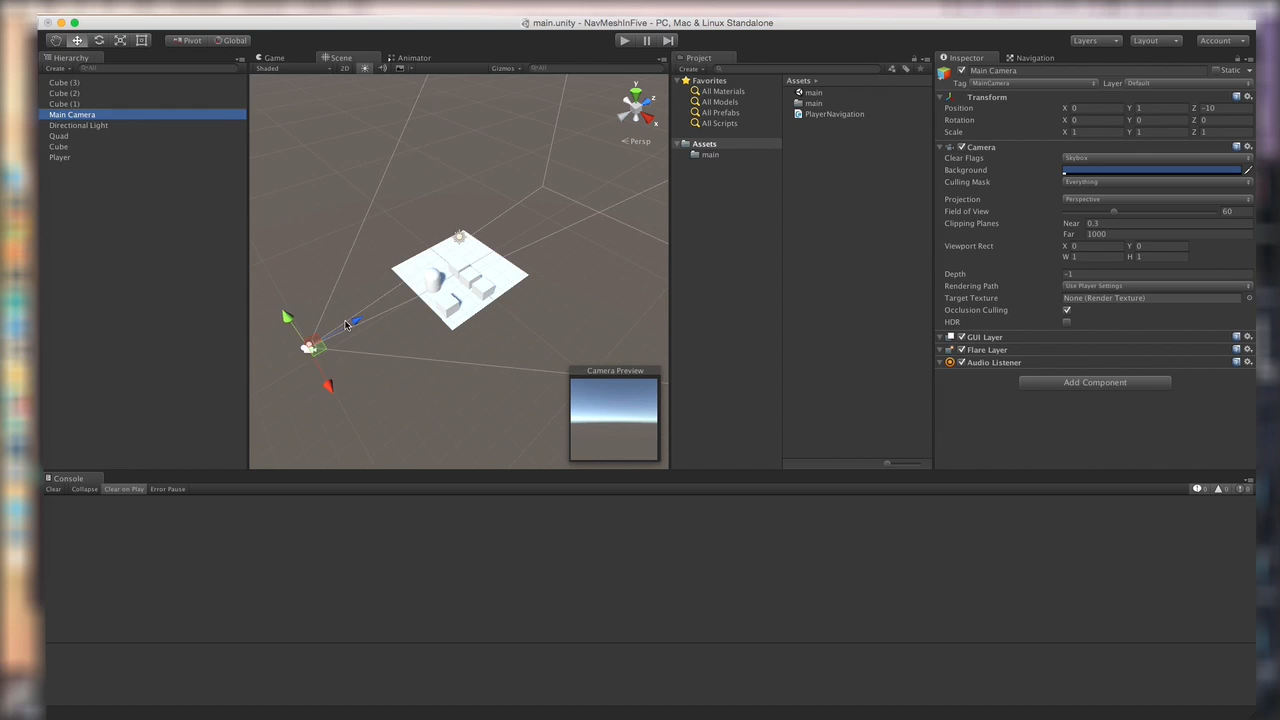 main.unity - NavMeshInFive - PC, Mac & Linux Standalone
Pivot Global Layers Layout Account
Hierarchy
Create All
Cube (3)
Cube (2)
Cube (1)
Main Camera
Directional Light
Quad
Cube
Player
Game Scene Animator
Shaded 2D Gizmos All
y
z
x
Persp
Camera Preview
Project
Create
Favorites
All Materials
All Models
All Prefabs
All Scripts
Assets
main
Assets
main
main
PlayerNavigation
Inspector Navigation
Main Camera Static
Tag MainCamera Layer Default
Transform
Position X 0 Y 1 Z -10
Rotation X 0 Y 0 Z 0
Scale X 1 Y 1 Z 1
Camera
Clear Flags Skybox
Background
Culling Mask Everything
Projection Perspective
Field of View 60
Clipping Planes Near 0.3
Far 1000
Viewport Rect X 0 Y 0
W 1 H 1
Depth -1
Rendering Path Use Player Settings
Target Texture None (Render Texture)
Occlusion Culling
HDR
GUI Layer
Flare Layer
Audio Listener
Add Component
Console
Clear Collapse Clear on Play Error Pause 0 0 0